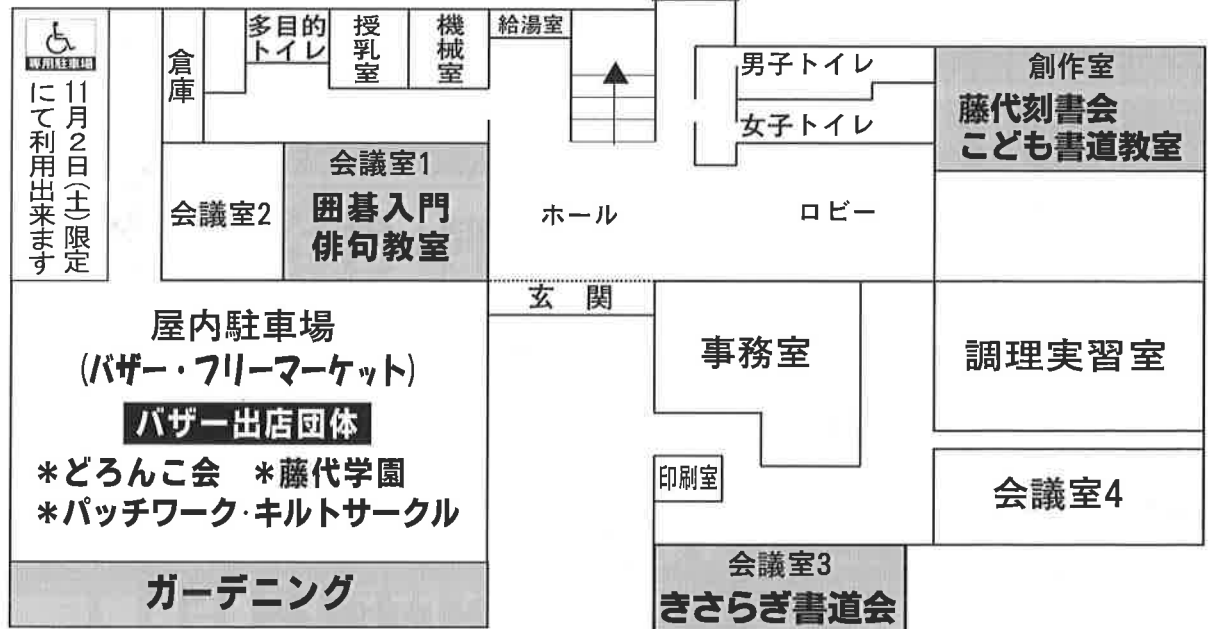 専用駐車場
11月2日(土)限定
にて利用出来ます
倉庫
多目的
トイレ
授乳室
機械室
給湯室
男子トイレ
女子トイレ
創作室
藤代刻書会
こども書道教室
会議室2
会議室1
囲碁入門
俳句教室
ホール
ロビー
玄関
屋内駐車場
(バザー・フリーマーケット)
バザー出店団体
*どろんこ会 *藤代学園
*パッチワーク・キルトサークル
ガーデニング
事務室
調理実習室
印刷室
会議室4
会議室3
きさらぎ書道会